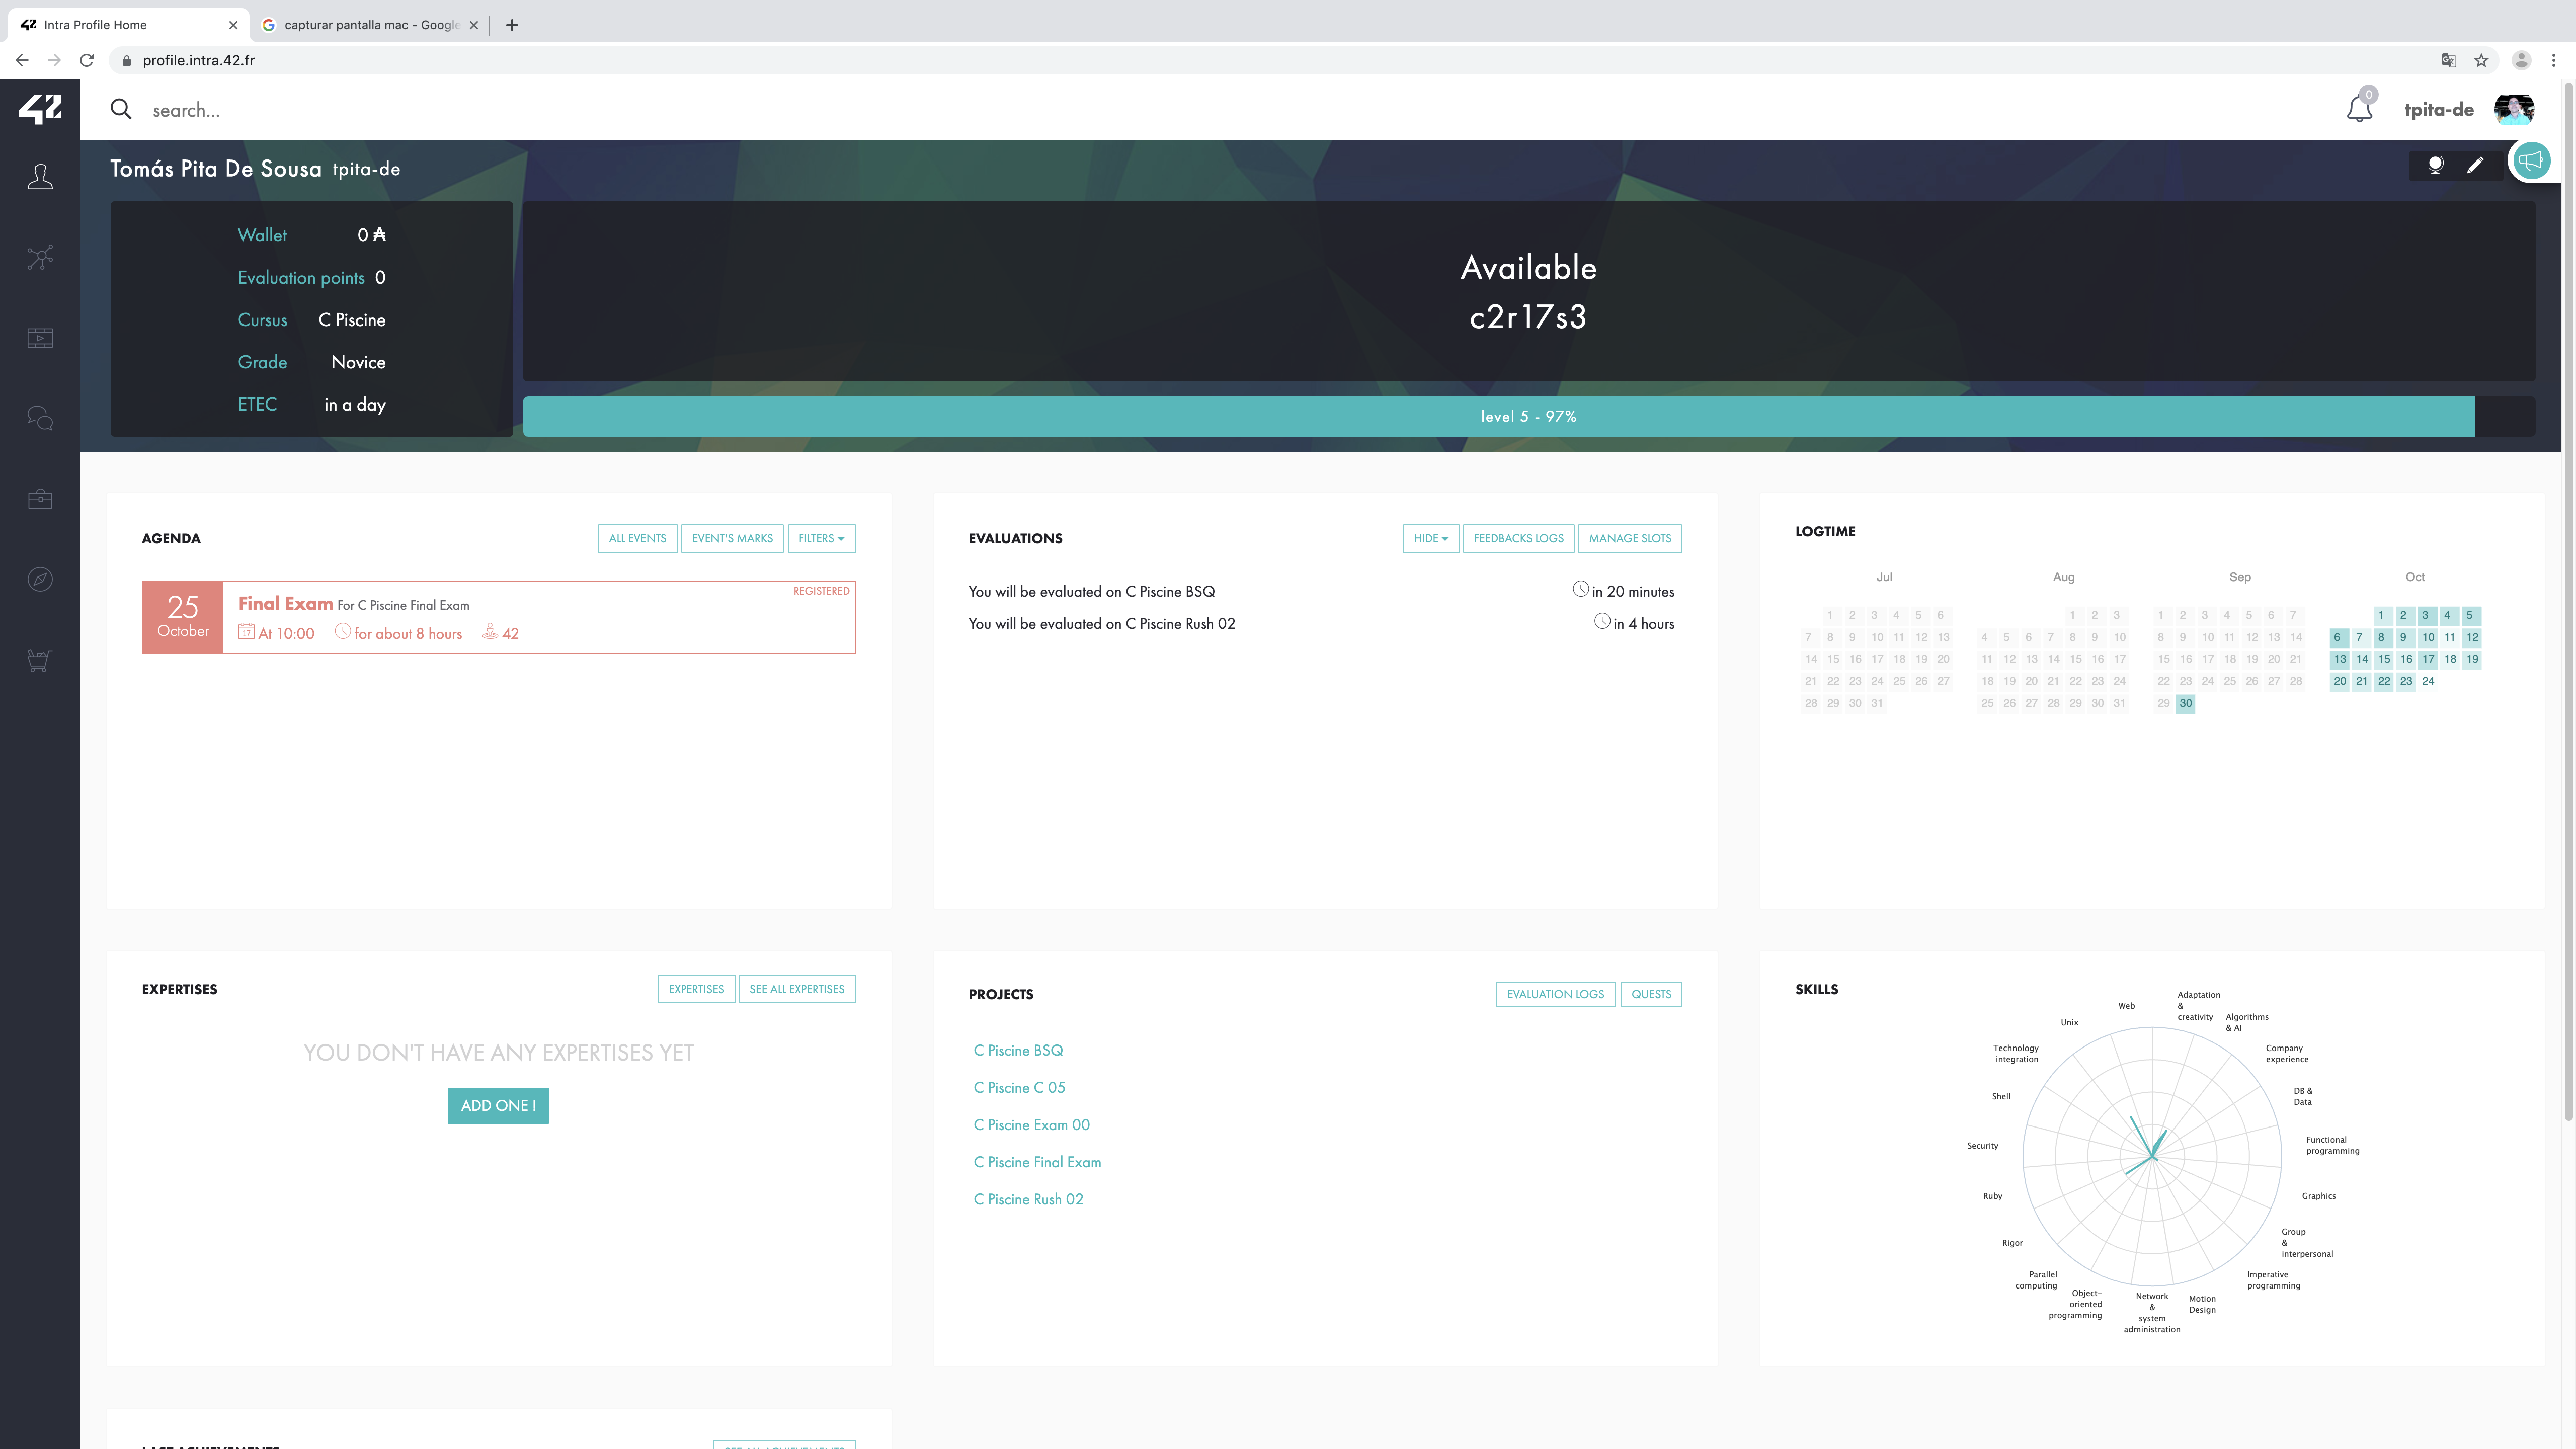 Intra Profile Home
capturar pantalla mac - Google
profile.intra.42.fr
42
search...
0
tpita-de
Tomás Pita De Sousa tpita-de
Wallet 0 ₳
Evaluation points 0
Cursus C Piscine
Grade Novice
ETEC in a day
Available
c2r17s3
level 5 - 97%
AGENDA
ALL EVENTS EVENT'S MARKS FILTERS
25
October
Final Exam For C Piscine Final Exam
REGISTERED
At 10:00 for about 8 hours 42
EVALUATIONS
HIDE FEEDBACKS LOGS MANAGE SLOTS
You will be evaluated on C Piscine BSQ in 20 minutes
You will be evaluated on C Piscine Rush 02 in 4 hours
LOGTIME
Jul
1 2 3 4 5 6
7 8 9 10 11 12 13
14 15 16 17 18 19 20
21 22 23 24 25 26 27
28 29 30 31
Aug
1 2 3
4 5 6 7 8 9 10
11 12 13 14 15 16 17
18 19 20 21 22 23 24
25 26 27 28 29 30 31
Sep
1 2 3 4 5 6 7
8 9 10 11 12 13 14
15 16 17 18 19 20 21
22 23 24 25 26 27 28
29 30
Oct
1 2 3 4 5
6 7 8 9 10 11 12
13 14 15 16 17 18 19
20 21 22 23 24
EXPERTISES
EXPERTISES SEE ALL EXPERTISES
YOU DON'T HAVE ANY EXPERTISES YET
ADD ONE !
PROJECTS
EVALUATION LOGS QUESTS
C Piscine BSQ
C Piscine C 05
C Piscine Exam 00
C Piscine Final Exam
C Piscine Rush 02
SKILLS
Adaptation
&
creativity
Algorithms
& AI
Company
experience
DB &
Data
Functional
programming
Graphics
Group
&
interpersonal
Imperative
programming
Motion
Design
Network
&
system
administration
Object-
oriented
programming
Parallel
computing
Rigor
Ruby
Security
Shell
Technology
integration
Unix
Web